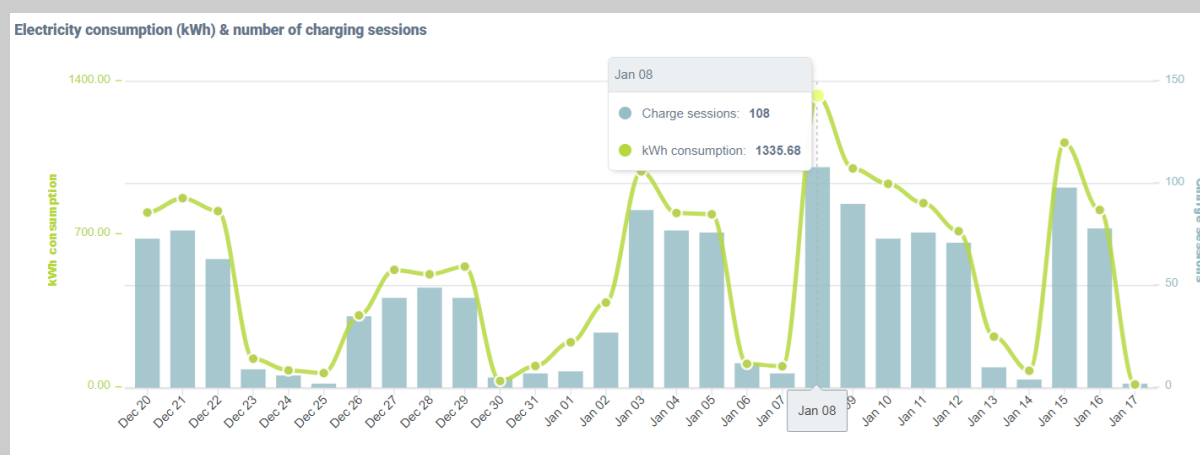 Electricity consumption (kWh) & number of charging sessions
1400.00
150
Jan 08
Charge sessions: 108
kWh consumption: 1335.68
kWh consumption
100
700.00
50
0.00
0
Dec 20
Dec 21
Dec 22
Dec 23
Dec 24
Dec 25
Dec 26
Dec 27
Dec 28
Dec 29
Dec 30
Dec 31
Jan 01
Jan 02
Jan 03
Jan 04
Jan 05
Jan 06
Jan 07
Jan 08
09
Jan 10
Jan 11
Jan 12
Jan 13
Jan 14
Jan 15
Jan 16
Jan 17